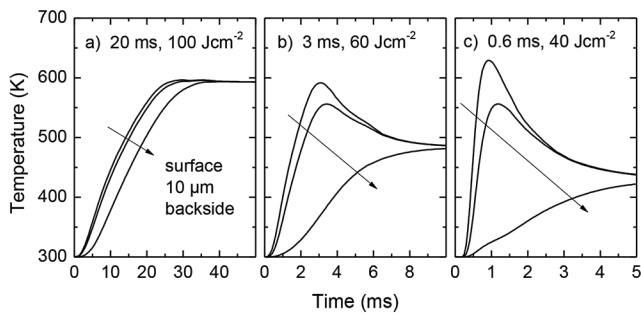 700
600
500
400
300
Temperature (K)
a) 20 ms, 100 Jcm-2
surface
10 µm
backside
b) 3 ms, 60 Jcm-2
c) 0.6 ms, 40 Jcm-2
0 10 20 30 40
0 2 4 6 8
0 1 2 3 4 5
Time (ms)